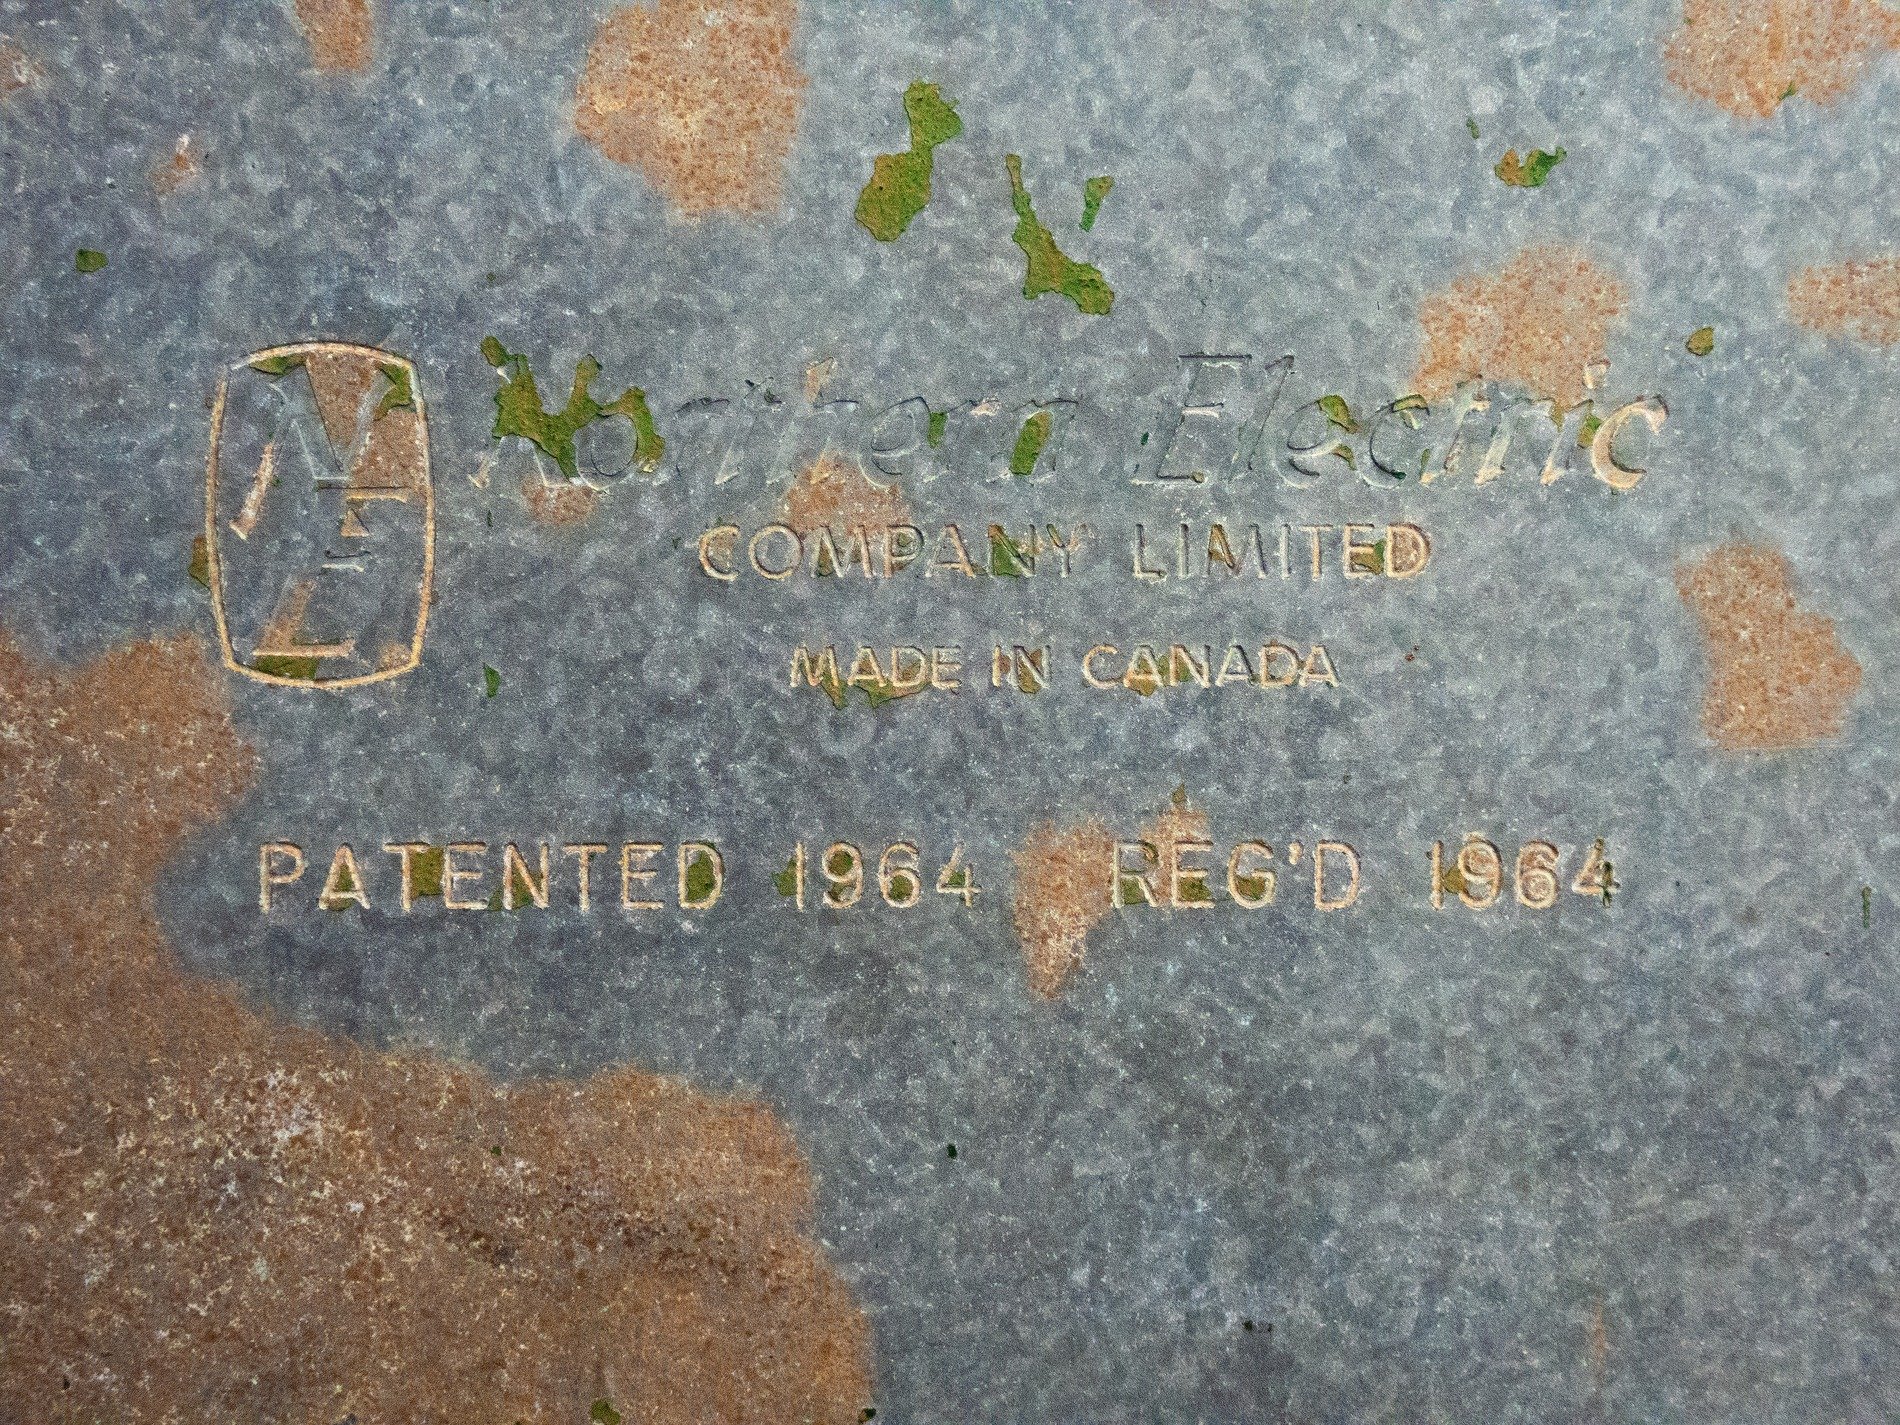 Northern Electric
COMPANY LIMITED
MADE IN CANADA
PATENTED 1964 REG'D 1964